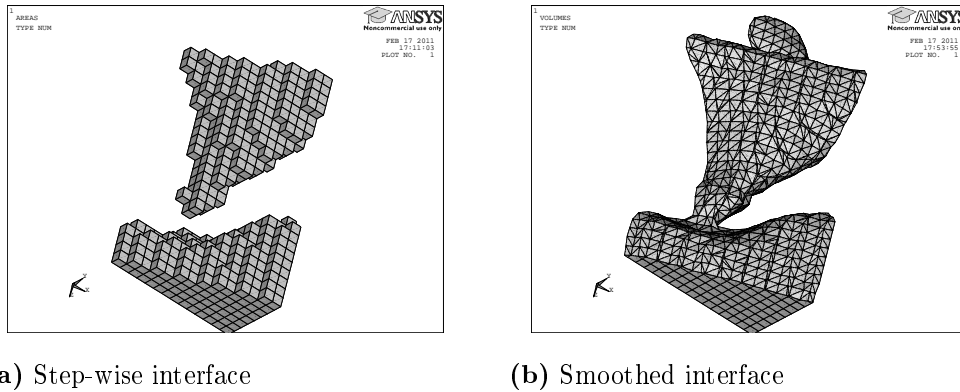 1
AREAS
TYPE NUM
ANSYS
Noncommercial use only
FEB 17 2011
17:11:03
PLOT NO. 1
Y
X
Z
1
VOLUMES
TYPE NUM
ANSYS
Noncommercial use only
FEB 17 2011
17:53:55
PLOT NO. 1
Y
X
Z
a) Step-wise interface
(b) Smoothed interface